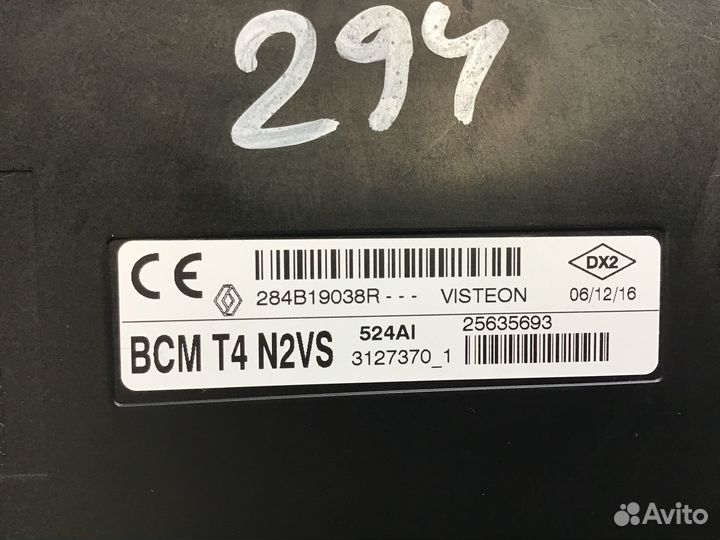 294
CE
284B19038R - - - VISTEON
DX2
06/12/16
BCM T4 N2VS
524AI
3127370_1
25635693
Avito